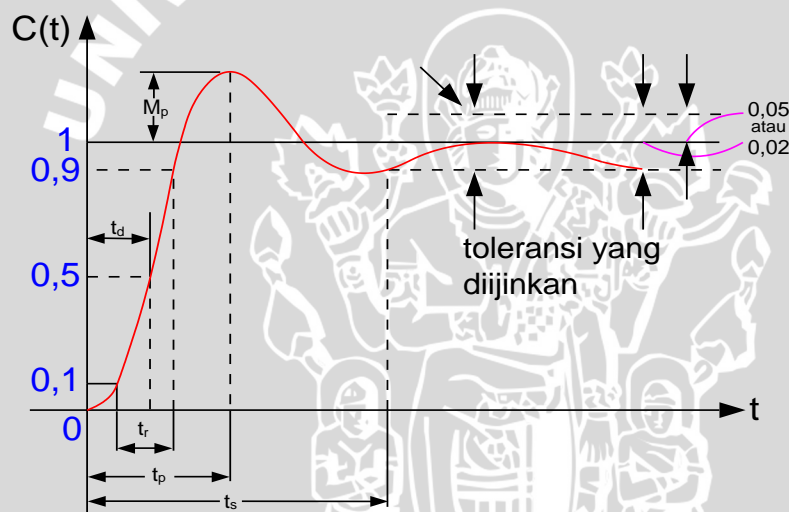 UNI
C(t)
M_p
1
0,9
t_d
0,5
0,1
0
t_r
t_p
t_s
t
0,05
atau
0,02
toleransi yang
diijinkan